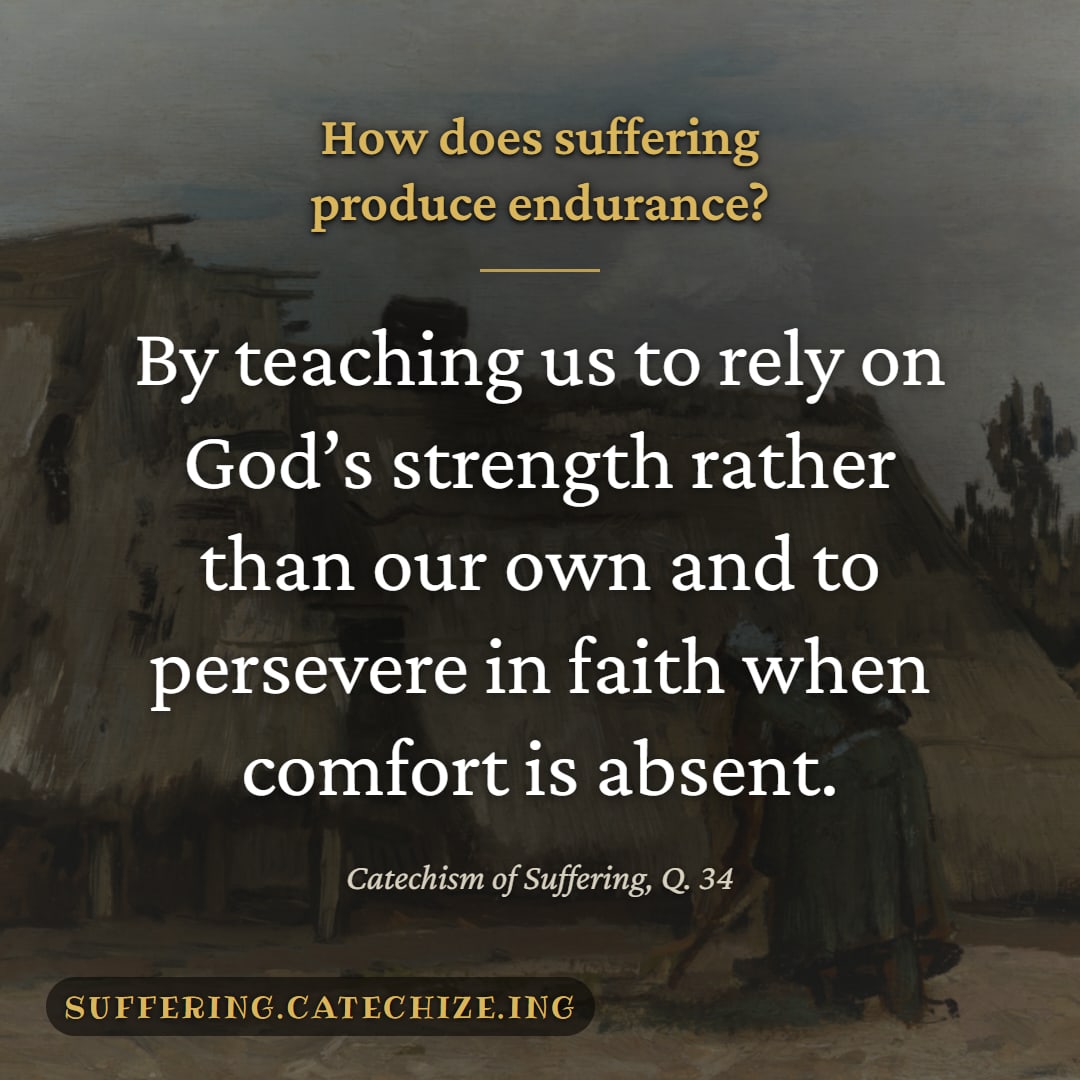 How does suffering
produce endurance?
By teaching us to rely on
God’s strength rather
than our own and to
persevere in faith when
comfort is absent.
Catechism of Suffering, Q. 34
SUFFERING.CATECHIZE.ING